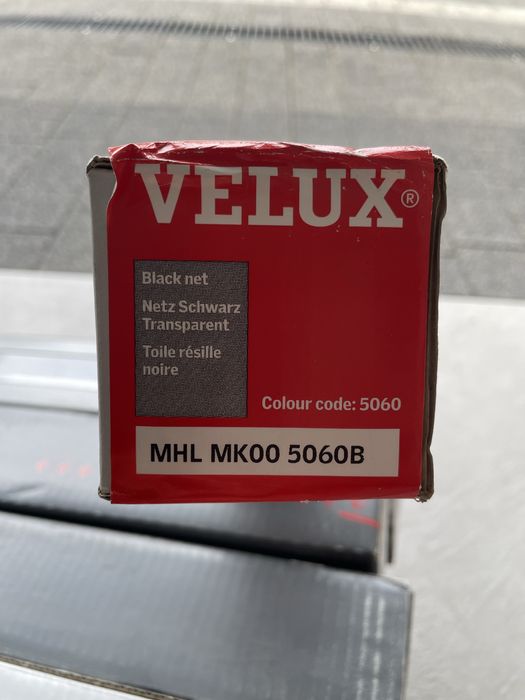 VELUX®
Black net
Netz Schwarz
Transparent
Toile résille
noire
Colour code: 5060
MHL MK00 5060B